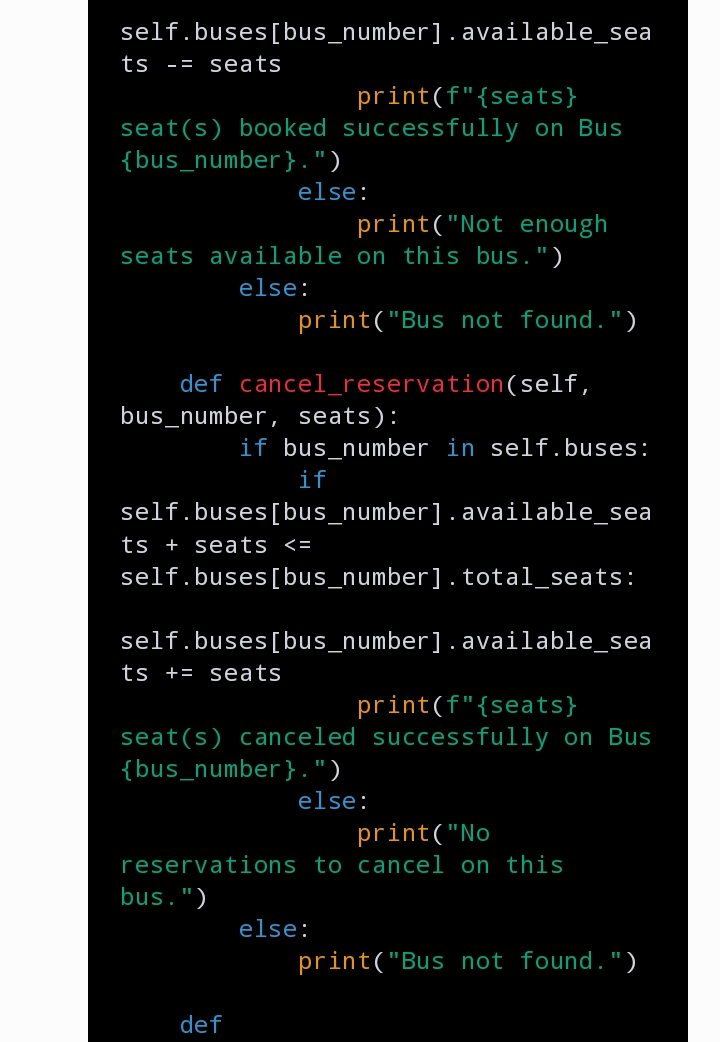 self.buses[bus_number].available_sea
ts -= seats
                print(f"{seats}
seat(s) booked successfully on Bus
{bus_number}.")
            else:
                print("Not enough
seats available on this bus.")
        else:
            print("Bus not found.")

    def cancel_reservation(self,
bus_number, seats):
        if bus_number in self.buses:
            if
self.buses[bus_number].available_sea
ts + seats <=
self.buses[bus_number].total_seats:

self.buses[bus_number].available_sea
ts += seats
                print(f"{seats}
seat(s) canceled successfully on Bus
{bus_number}.")
            else:
                print("No
reservations to cancel on this
bus.")
        else:
            print("Bus not found.")

    def